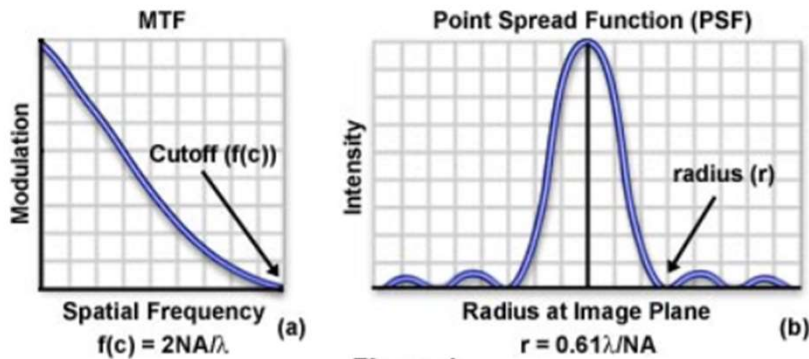 MTF
Modulation
Cutoff (f(c))
Spatial Frequency
f(c) = 2NA/λ
(a)
Point Spread Function (PSF)
Intensity
radius (r)
Radius at Image Plane
r = 0.61λ/NA
(b)